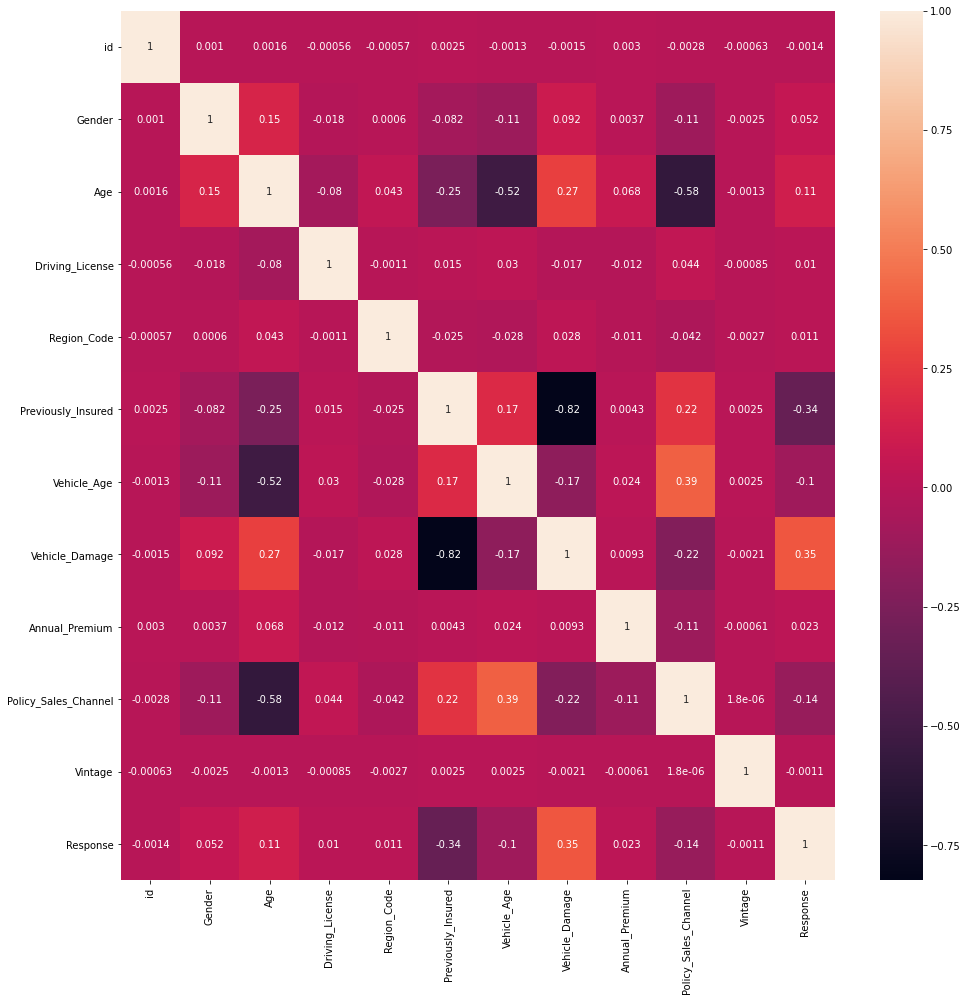 id 1 0.001 0.0016 -0.00056 -0.00057 0.0025 -0.0013 -0.0015 0.003 -0.0028 -0.00063 -0.0014
Gender 0.001 1 0.15 -0.018 0.0006 -0.082 -0.11 0.092 0.0037 -0.11 -0.0025 0.052
Age 0.0016 0.15 1 -0.08 0.043 -0.25 -0.52 0.27 0.068 -0.58 -0.0013 0.11
Driving_License -0.00056 -0.018 -0.08 1 -0.0011 0.015 0.03 -0.017 -0.012 0.044 -0.00085 0.01
Region_Code -0.00057 0.0006 0.043 -0.0011 1 -0.025 -0.028 0.028 -0.011 -0.042 -0.0027 0.011
Previously_Insured 0.0025 -0.082 -0.25 0.015 -0.025 1 0.17 -0.82 0.0043 0.22 0.0025 -0.34
Vehicle_Age -0.0013 -0.11 -0.52 0.03 -0.028 0.17 1 -0.17 0.024 0.39 0.0025 -0.1
Vehicle_Damage -0.0015 0.092 0.27 -0.017 0.028 -0.82 -0.17 1 0.0093 -0.22 -0.0021 0.35
Annual_Premium 0.003 0.0037 0.068 -0.012 -0.011 0.0043 0.024 0.0093 1 -0.11 -0.00061 0.023
Policy_Sales_Channel -0.0028 -0.11 -0.58 0.044 -0.042 0.22 0.39 -0.22 -0.11 1 1.8e-06 -0.14
Vintage -0.00063 -0.0025 -0.0013 -0.00085 -0.0027 0.0025 0.0025 -0.0021 -0.00061 1.8e-06 1 -0.0011
Response -0.0014 0.052 0.11 0.01 0.011 -0.34 -0.1 0.35 0.023 -0.14 -0.0011 1
id
Gender
Age
Driving_License
Region_Code
Previously_Insured
Vehicle_Age
Vehicle_Damage
Annual_Premium
Policy_Sales_Channel
Vintage
Response
1.00
0.75
0.50
0.25
0.00
−0.25
−0.50
−0.75